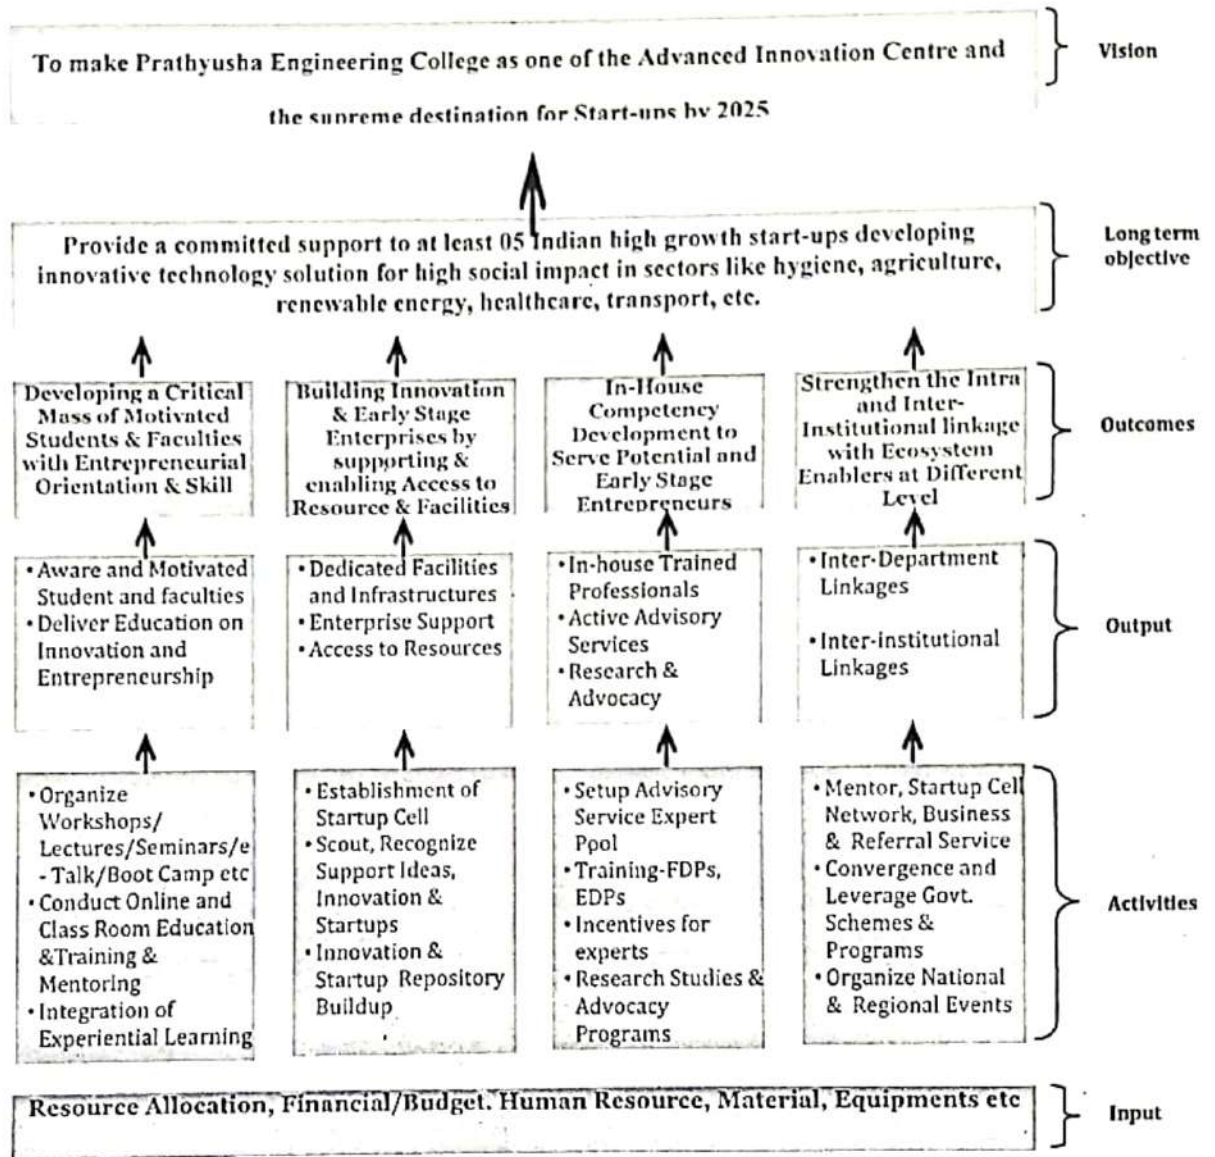 To make Prathyusha Engineering College as one of the Advanced Innovation Centre and
the supreme destination for Start-ups by 2025
Vision
Provide a committed support to at least 05 Indian high growth start-ups developing
innovative technology solution for high social impact in sectors like hygiene, agriculture,
renewable energy, healthcare, transport, etc.
Long term
objective
Developing a Critical
Mass of Motivated
Students & Faculties
with Entrepreneurial
Orientation & Skill
Building Innovation
& Early Stage
Enterprises by
supporting &
enabling Access to
Resource & Facilities
In-House
Competency
Development to
Serve Potential and
Early Stage
Entrepreneurs
Strengthen the Intra
and Inter-
Institutional linkage
with Ecosystem
Enablers at Different
Level
Outcomes
• Aware and Motivated
Student and faculties
• Deliver Education on
Innovation and
Entrepreneurship
• Dedicated Facilities
and Infrastructures
• Enterprise Support
• Access to Resources
• In-house Trained
Professionals
• Active Advisory
Services
• Research &
Advocacy
• Inter-Department
Linkages
• Inter-institutional
Linkages
Output
• Organize
Workshops/
Lectures/Seminars/e
- Talk/Boot Camp etc
• Conduct Online and
Class Room Education
&Training &
Mentoring
• Integration of
Experiential Learning
• Establishment of
Startup Cell
• Scout, Recognize
Support Ideas,
Innovation &
Startups
• Innovation &
Startup Repository
Buildup
• Setup Advisory
Service Expert
Ppol
• Training-FDPs,
EDPs
• Incentives for
experts
• Research Studies &
Advocacy
Programs
• Mentor, Startup Cell
Network, Business
& Referral Service
• Convergence and
Leverage Govt.
Schemes &
Programs
• Organize National
& Regional Events
Activities
Resource Allocation, Financial/Budget. Human Resource, Material, Equipments etc
Input